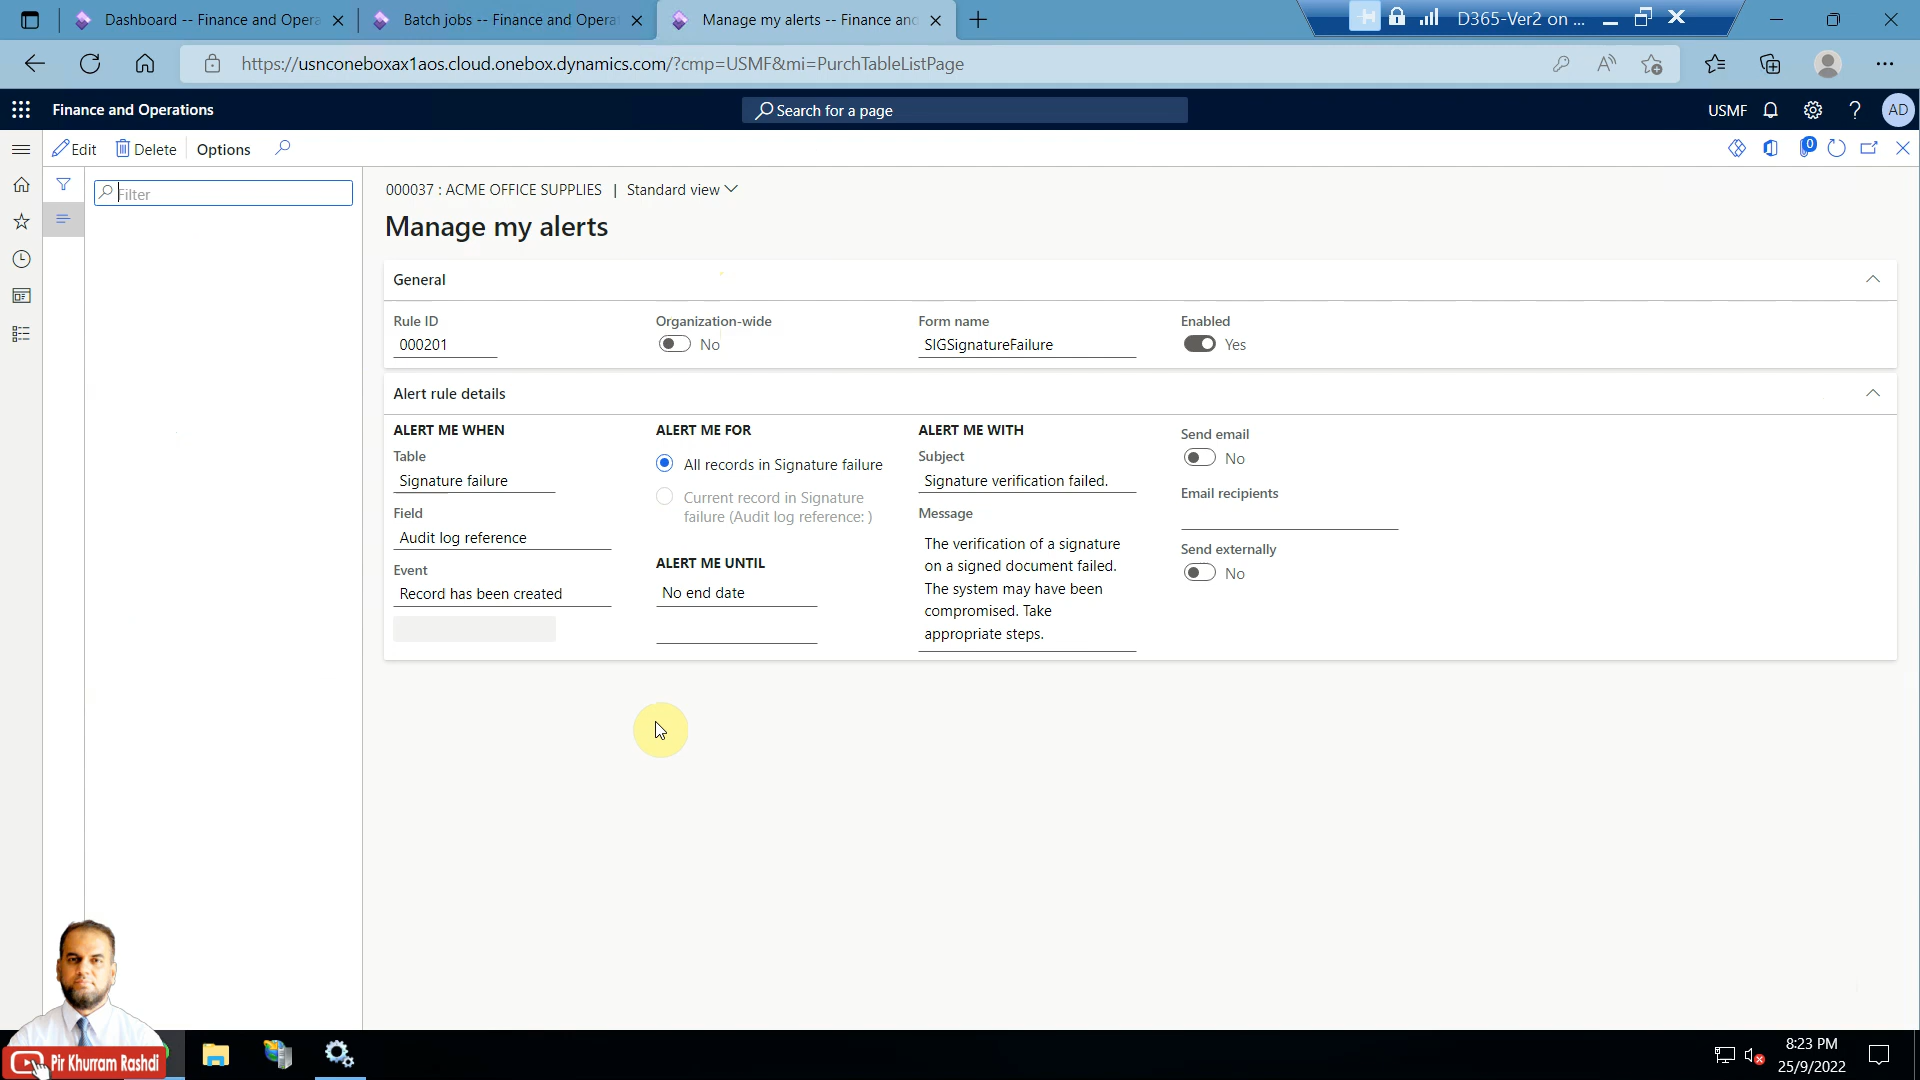 Dashboard -- Finance and Opera
Batch jobs -- Finance and Opera
Manage my alerts -- Finance and
D365-Ver2 on ...
https://usnconeboxax1aos.cloud.onebox.dynamics.com/?cmp=USMF&mi=PurchTableListPage
Finance and Operations
Search for a page
USMF
AD
Edit
Delete
Options
0
Filter
000037 : ACME OFFICE SUPPLIES | Standard view
Manage my alerts
General
Rule ID
000201
Organization-wide
No
Form name
SIGSignatureFailure
Enabled
Yes
Alert rule details
ALERT ME WHEN
Table
Signature failure
Field
Audit log reference
Event
Record has been created
ALERT ME FOR
All records in Signature failure
Current record in Signature
failure (Audit log reference: )
ALERT ME UNTIL
No end date
ALERT ME WITH
Subject
Signature verification failed.
Message
The verification of a signature
on a signed document failed.
The system may have been
compromised. Take
appropriate steps.
Send email
No
Email recipients
Send externally
No
Pir Khurram Rashdi
8:23 PM
25/9/2022